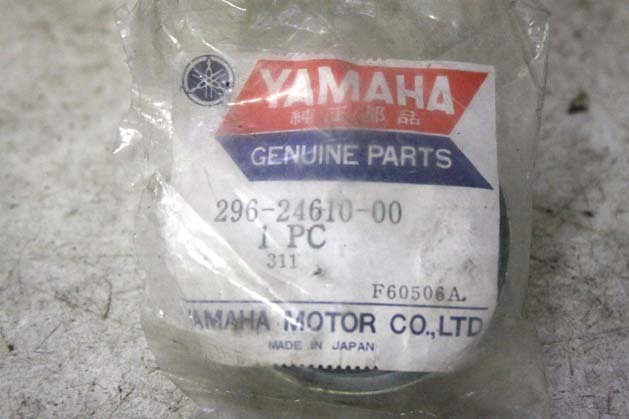 YAMAHA
純正部品
GENUINE PARTS
296-24610-00
1 PC
311
F60506A.
YAMAHA MOTOR CO.,LTD.
MADE IN JAPAN